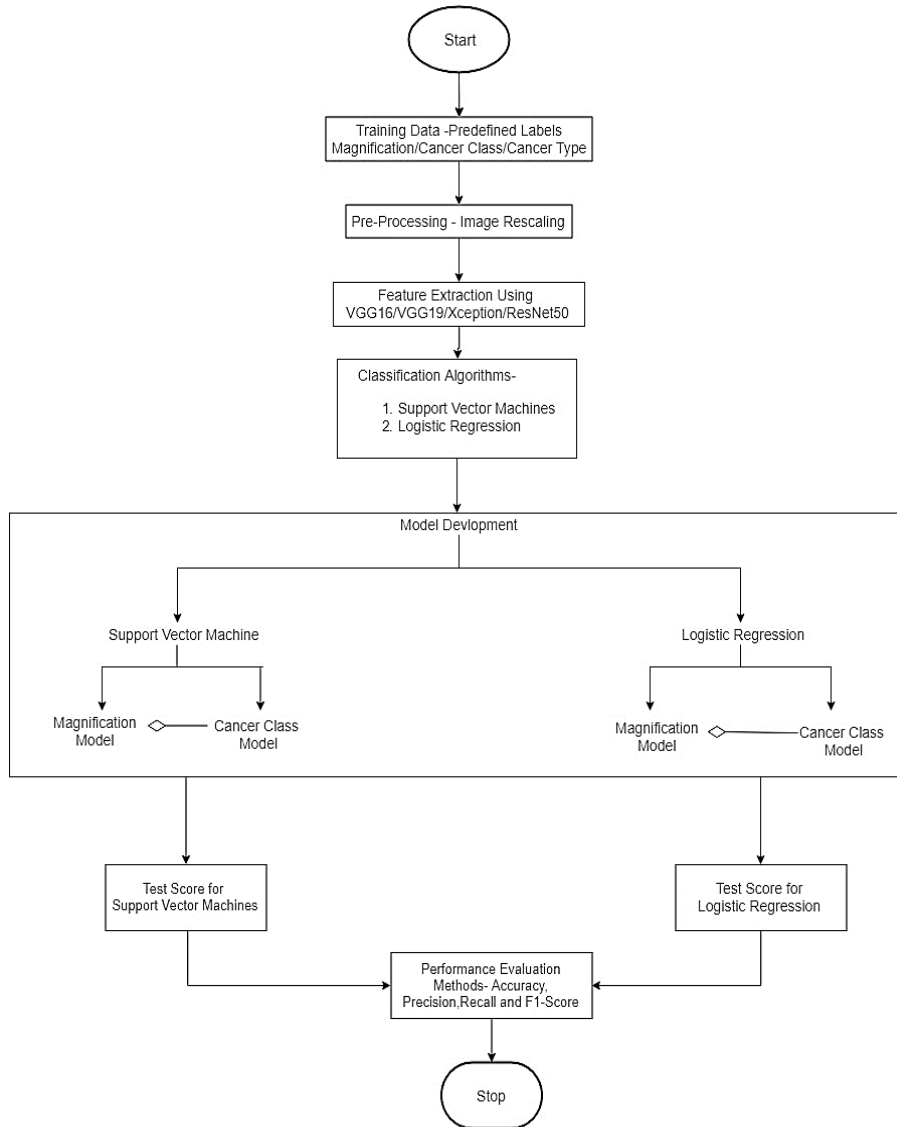 Start
Training Data -Predefined Labels
Magnification/Cancer Class/Cancer Type
Pre-Processing - Image Rescaling
Feature Extraction Using
VGG16/VGG19/Xception/ResNet50
Classification Algorithms-
1. Support Vector Machines
2. Logistic Regression
Model Devlopment
Support Vector Machine
Logistic Regression
Magnification
Model
Cancer Class
Model
Magnification
Model
Cancer Class
Model
Test Score for
Support Vector Machines
Test Score for
Logistic Regression
Performance Evaluation
Methods- Accuracy,
Precision,Recall and F1-Score
Stop